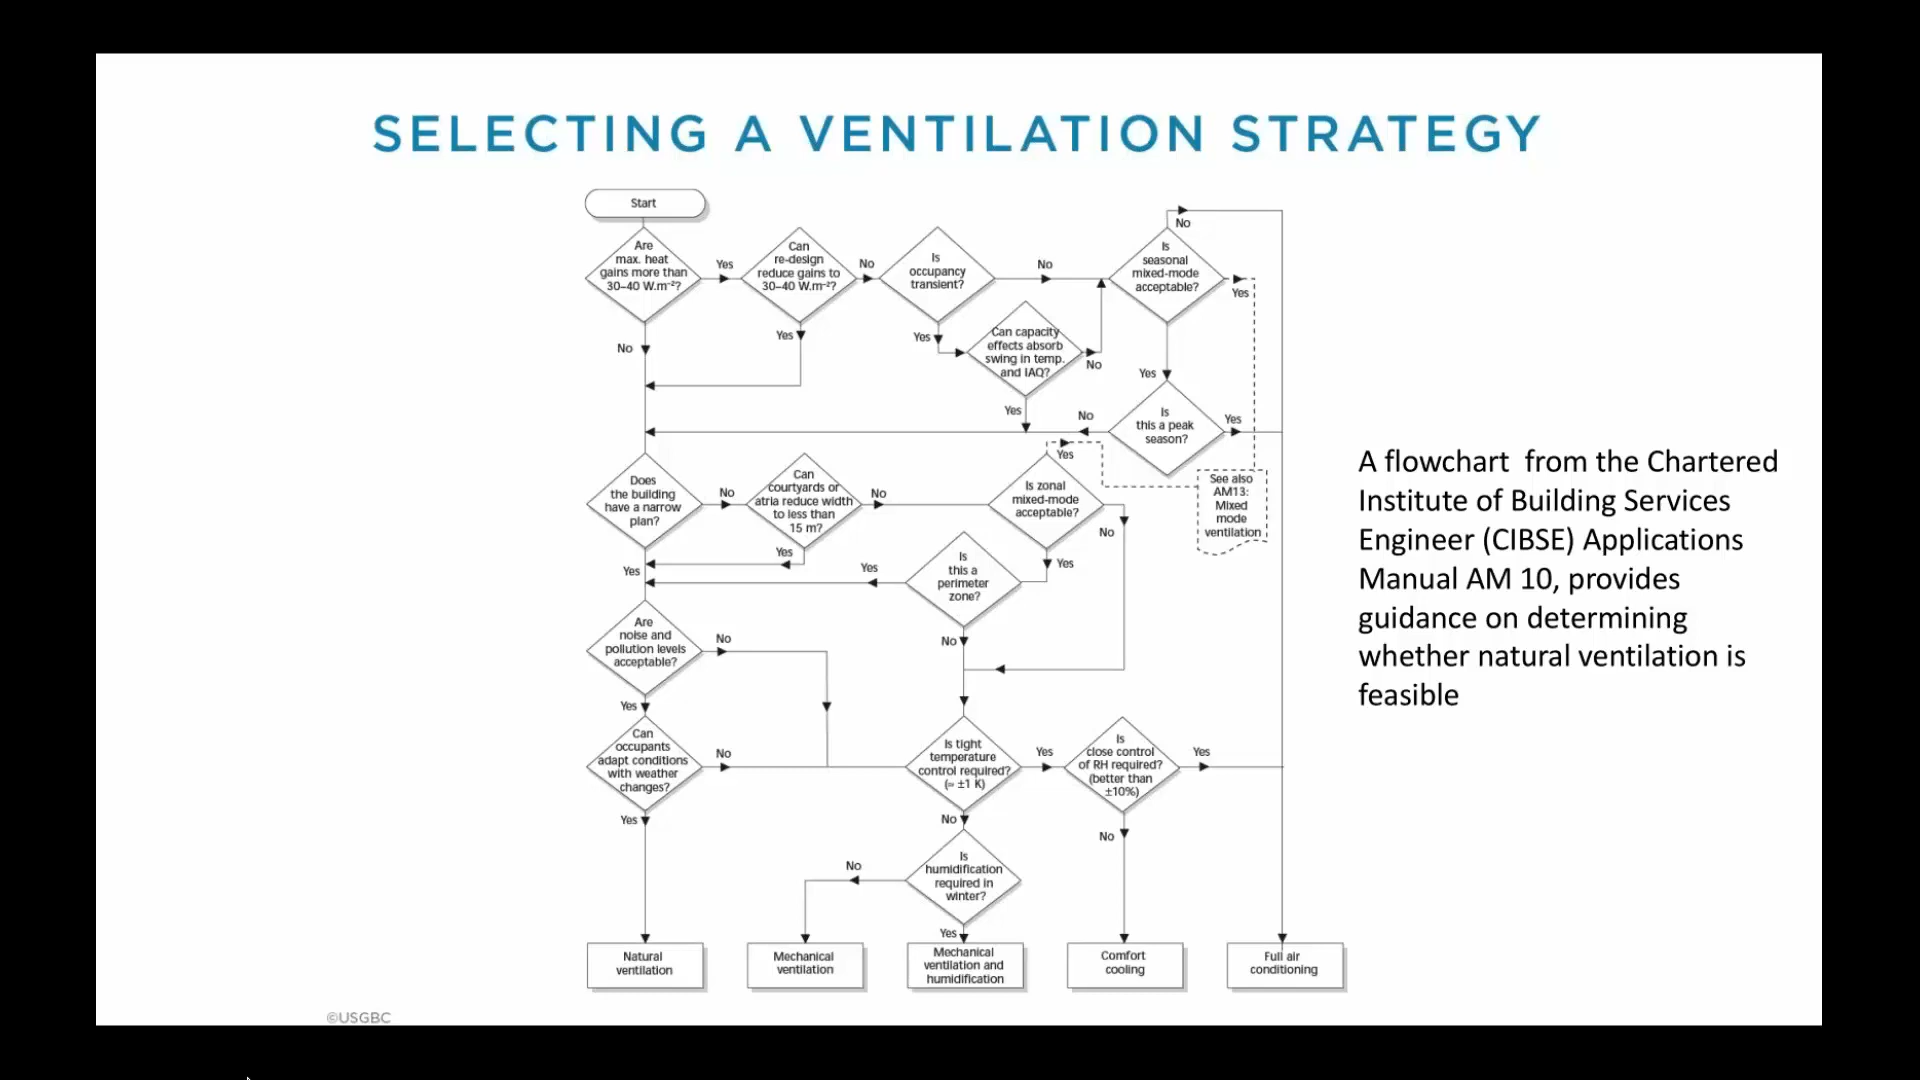 SELECTING A VENTILATION STRATEGY
Start
Are
max. heat
gains more than
30–40 W.m⁻²?
Yes
No
Can
re-design
reduce gains to
30–40 W.m⁻²?
No
Yes
Is
occupancy
transient?
No
Yes
Can capacity
effects absorb
swing in temp.
and IAQ?
No
Yes
Is
seasonal
mixed-mode
acceptable?
No
Yes
Yes
Is
this a peak
season?
No
Yes
See also
AM13:
Mixed
mode
ventilation
Does
the building
have a narrow
plan?
No
Yes
Can
courtyards or
atria reduce width
to less than
15 m?
No
Yes
Is zonal
mixed-mode
acceptable?
Yes
No
Yes
Is
this a
perimeter
zone?
Yes
No
Are
noise and
pollution levels
acceptable?
No
Yes
Can
occupants
adapt conditions
with weather
changes?
No
Yes
Is tight
temperature
control required?
(≃ ±1 K)
Yes
No
Is
close control
of RH required?
(better than
±10%)
Yes
No
Is
humidification
required in
winter?
No
Yes
Natural
ventilation
Mechanical
ventilation
Mechanical
ventilation and
humidification
Comfort
cooling
Full air
conditioning
A flowchart from the Chartered
Institute of Building Services
Engineer (CIBSE) Applications
Manual AM 10, provides
guidance on determining
whether natural ventilation is
feasible
©USGBC